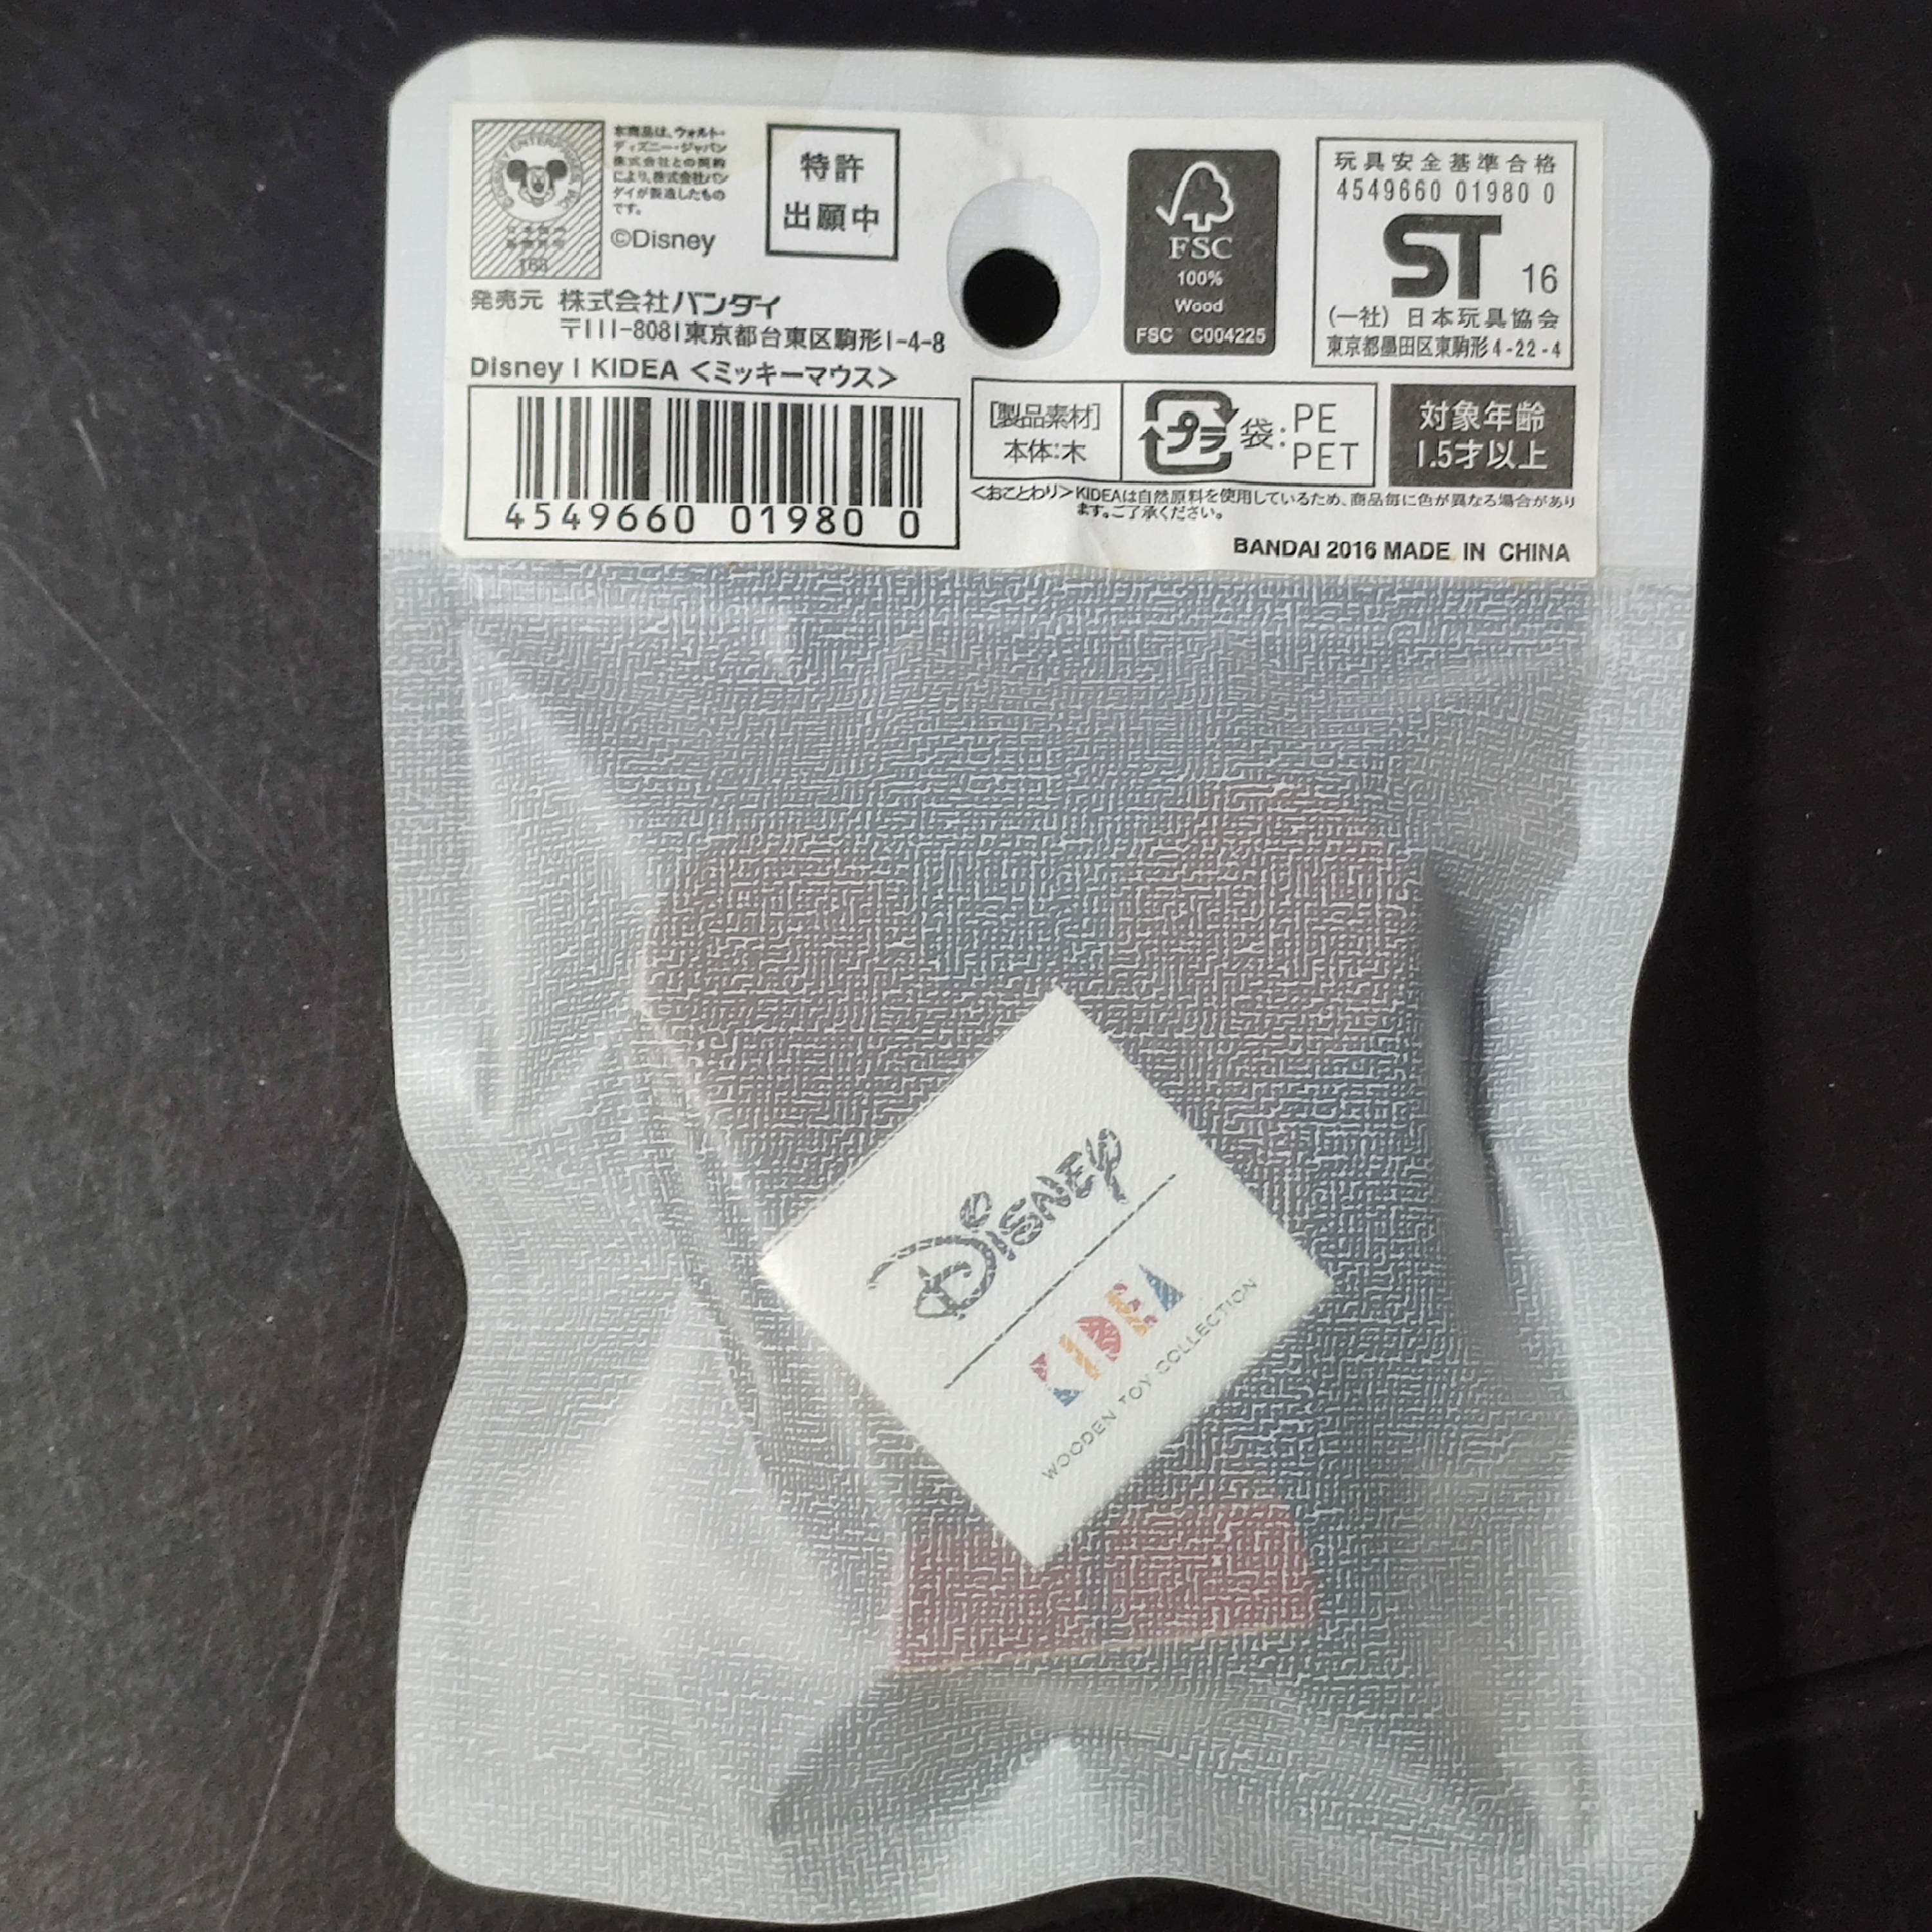 DISNEY ENTERPRISES, INC.
168
本商品は、ウォルト・
ディズニー・ジャパン
株式会社との契約
により、株式会社バン
ダイが製造したもの
です。
©Disney
特許
出願中
発売元 株式会社バンダイ
〒111-8081東京都台東区駒形1-4-8
Disney | KIDEA <ミッキーマウス>
4549660 01980 0
FSC
100%
Wood
FSC C004225
玩具安全基準合格
4549660 01980 0
ST 16
(一社) 日本玩具協会
東京都墨田区東駒形4-22-4
[製品素材]
本体:木
プラ 袋:PE
PET
対象年齢
1.5才以上
<おことわり>KIDEAは自然原料を使用しているため、商品毎に色が異なる場合があり
ます。ご了承ください。
BANDAI 2016 MADE IN CHINA
Disney
KIDEA
WOODEN TOY COLLECTION